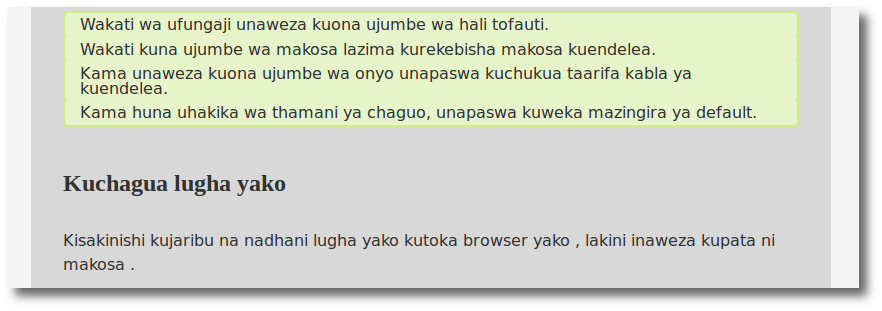 Wakati wa ufungaji unaweza kuona ujumbe wa hali tofauti.
Wakati kuna ujumbe wa makosa lazima kurekebisha makosa kuendelea.
Kama unaweza kuona ujumbe wa onyo unapaswa kuchukua taarifa kabla ya
kuendelea.
Kama huna uhakika wa thamani ya chaguo, unapaswa kuweka mazingira ya default.
Kuchagua lugha yako
Kisakinishi kujaribu na nadhani lugha yako kutoka browser yako , lakini inaweza kupata ni
makosa .